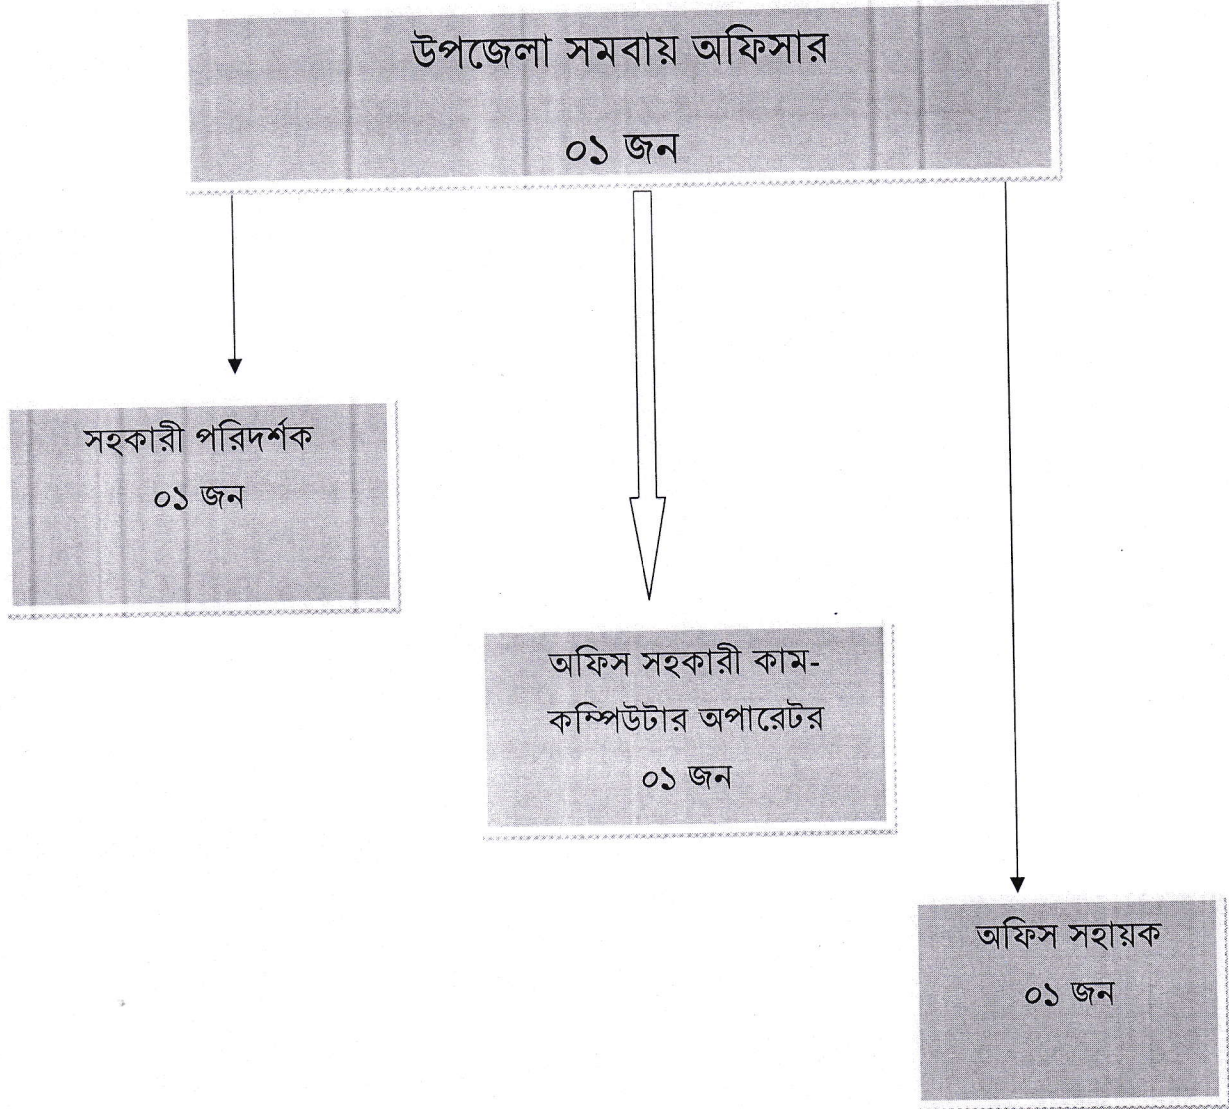 উপজেলা সমবায় অফিসার
০১ জন
সহকারী পরিদর্শক
০১ জন
অফিস সহকারী কাম-
কম্পিউটার অপারেটর
০১ জন
অফিস সহায়ক
০১ জন